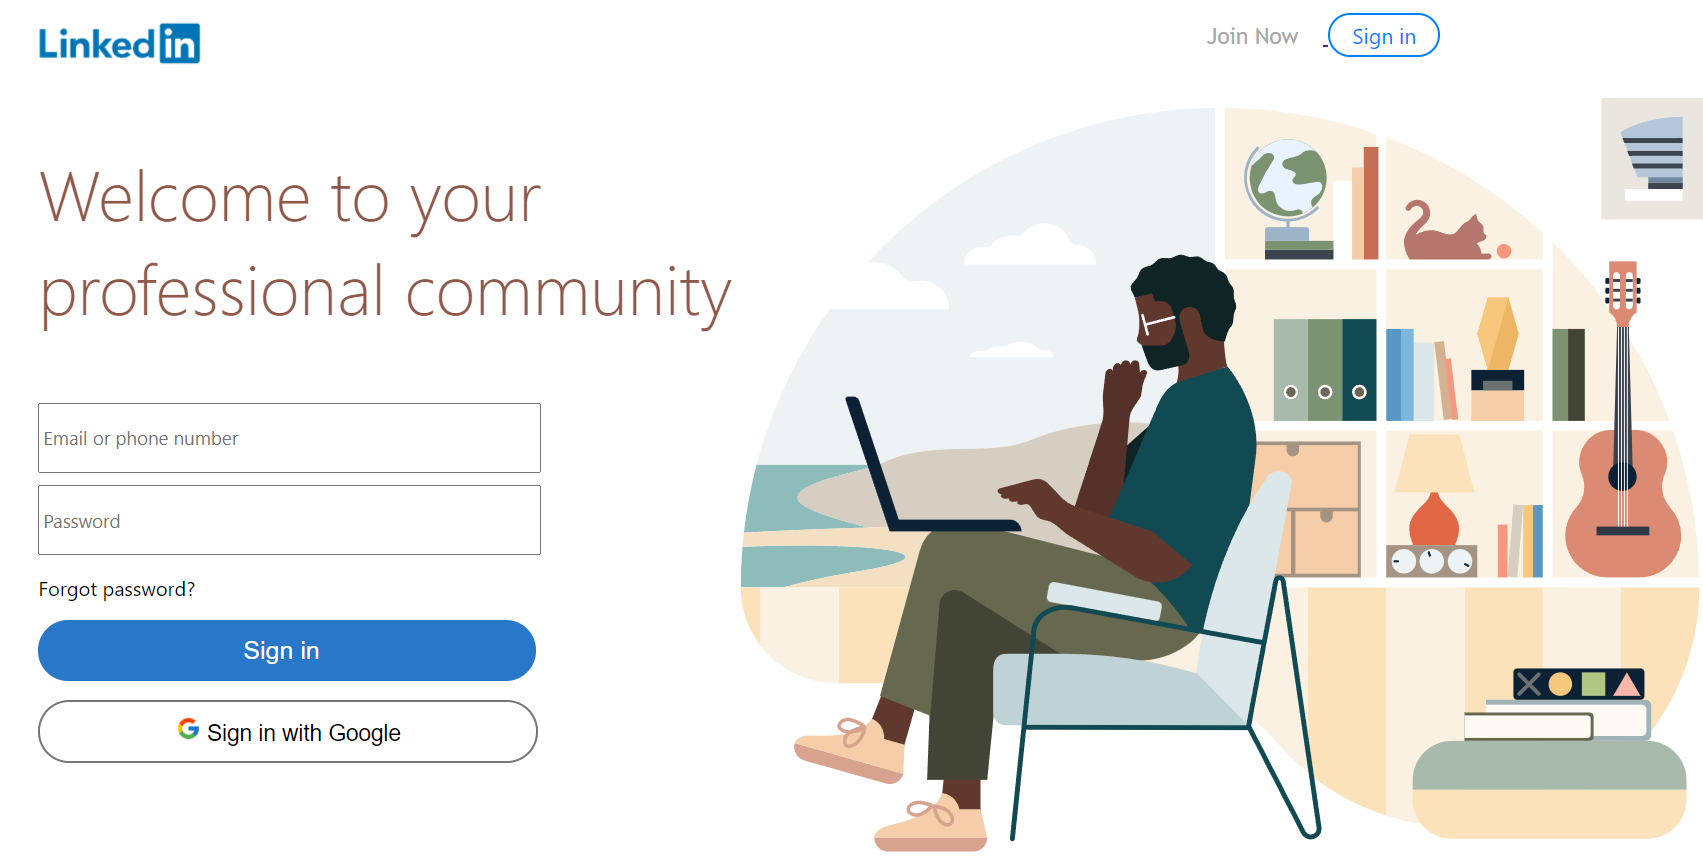 Linkedin
Join Now
Sign in
Welcome to your
professional community
Email or phone number
Password
Forgot password?
Sign in
Sign in with Google